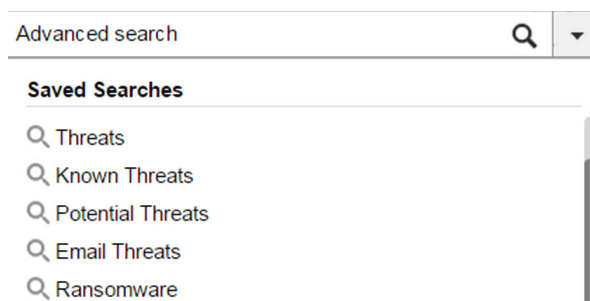 Advanced search
Saved Searches
Threats
Known Threats
Potential Threats
Email Threats
Ransomware